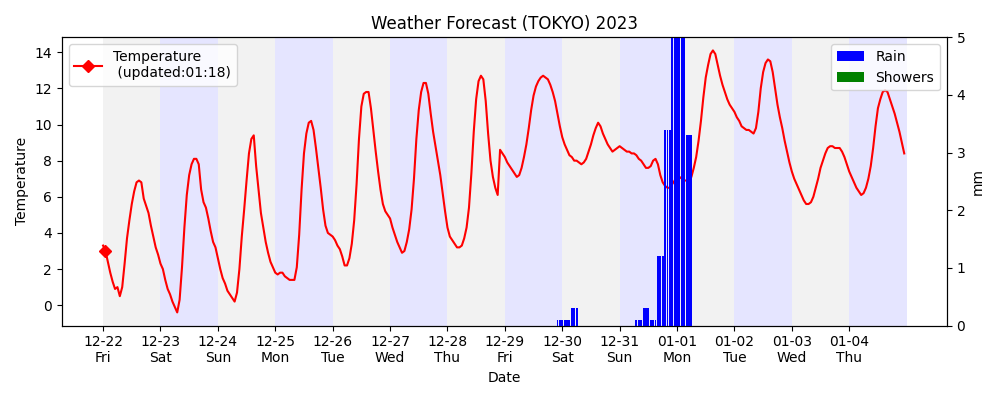 Weather Forecast (TOKYO) 2023
Temperature
(updated:01:18)
Rain
Showers
Temperature
14
12
10
8
6
4
2
0
5
4
3
2
1
0
mm
12-22 12-23 12-24 12-25 12-26 12-27 12-28 12-29 12-30 12-31 01-01 01-02 01-03 01-04
Fri Sat Sun Mon Tue Wed Thu Fri Sat Sun Mon Tue Wed Thu
Date